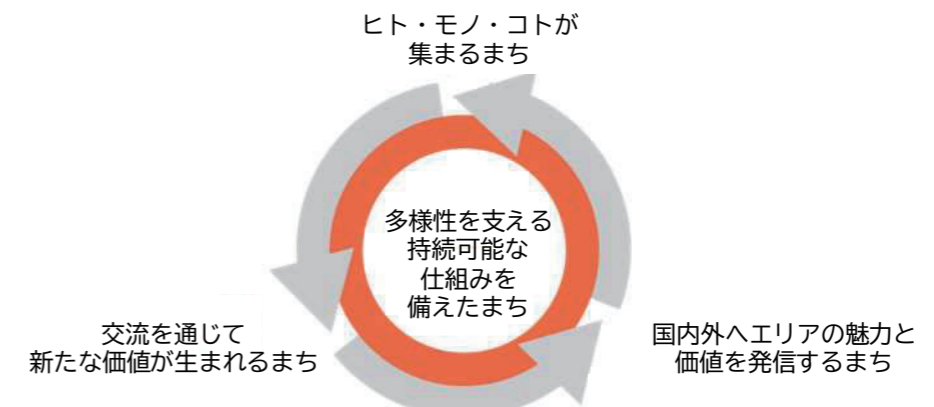 ヒト・モノ・コトが
集まるまち
多様性を支える
持続可能な
仕組みを
備えたまち
交流を通じて
新たな価値が生まれるまち
国内外へエリアの魅力と
価値を発信するまち